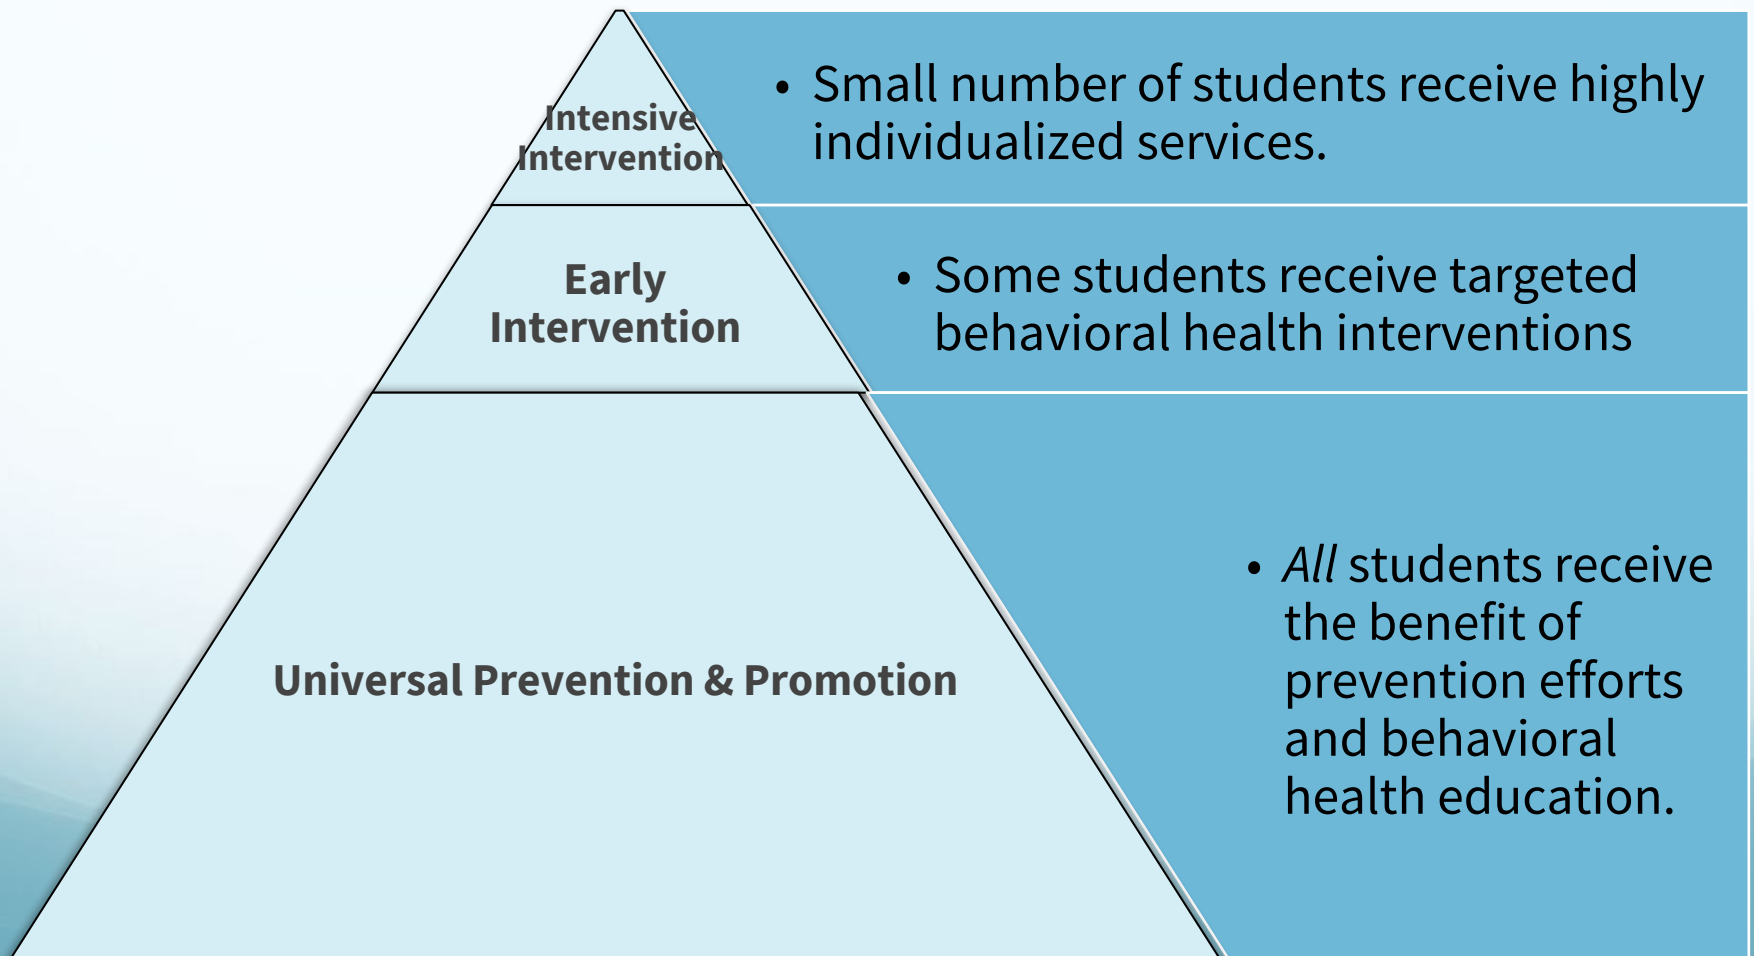 Intensive
Intervention
• Small number of students receive highly
individualized services.
Early
Intervention
• Some students receive targeted
behavioral health interventions
Universal Prevention & Promotion
• All students receive
the benefit of
prevention efforts
and behavioral
health education.